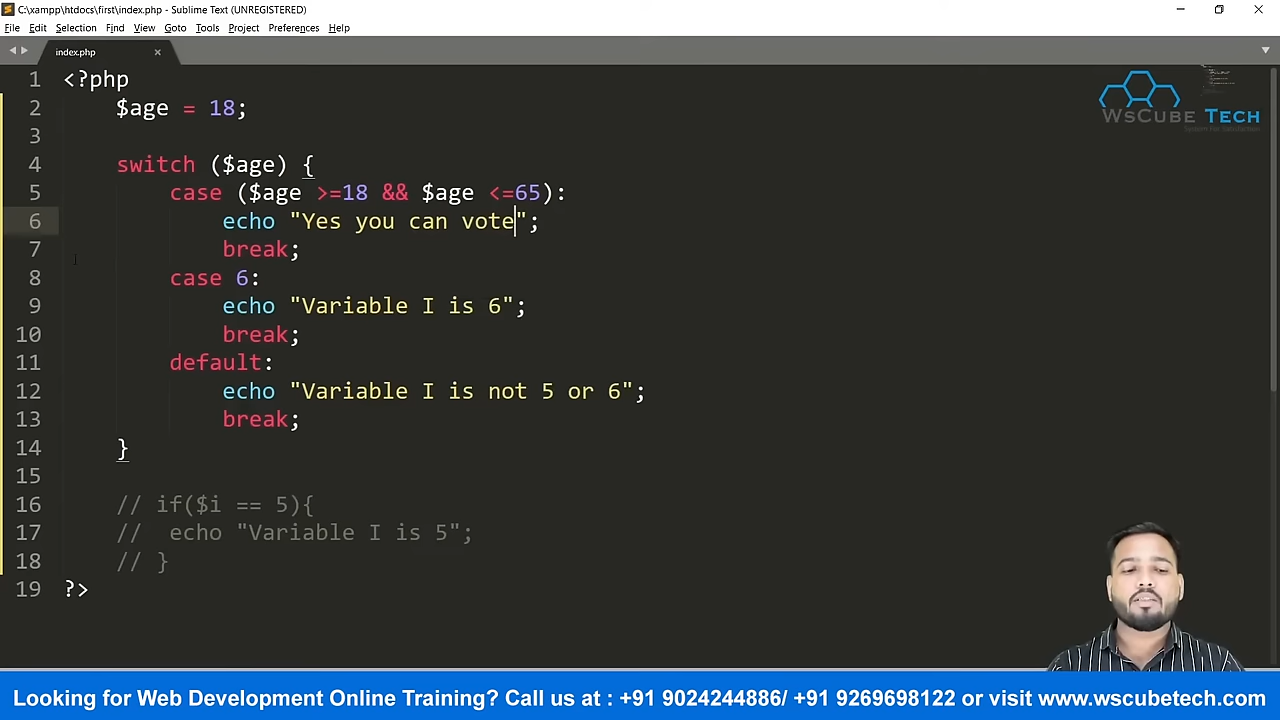 C:\xampp\htdocs\first\index.php - Sublime Text (UNREGISTERED)
File Edit Selection Find View Goto Tools Project Preferences Help
index.php
1 <?php
2 $age = 18;
3
4 switch ($age) {
5 case ($age >=18 && $age <=65):
6 echo "Yes you can vote";
7 break;
8 case 6:
9 echo "Variable I is 6";
10 break;
11 default:
12 echo "Variable I is not 5 or 6";
13 break;
14 }
15
16 // if($i == 5){
17 // echo "Variable I is 5";
18 // }
19 ?>
WsCube Tech
Looking for Web Development Online Training? Call us at : +91 9024244886/ +91 9269698122 or visit www.wscubetech.com